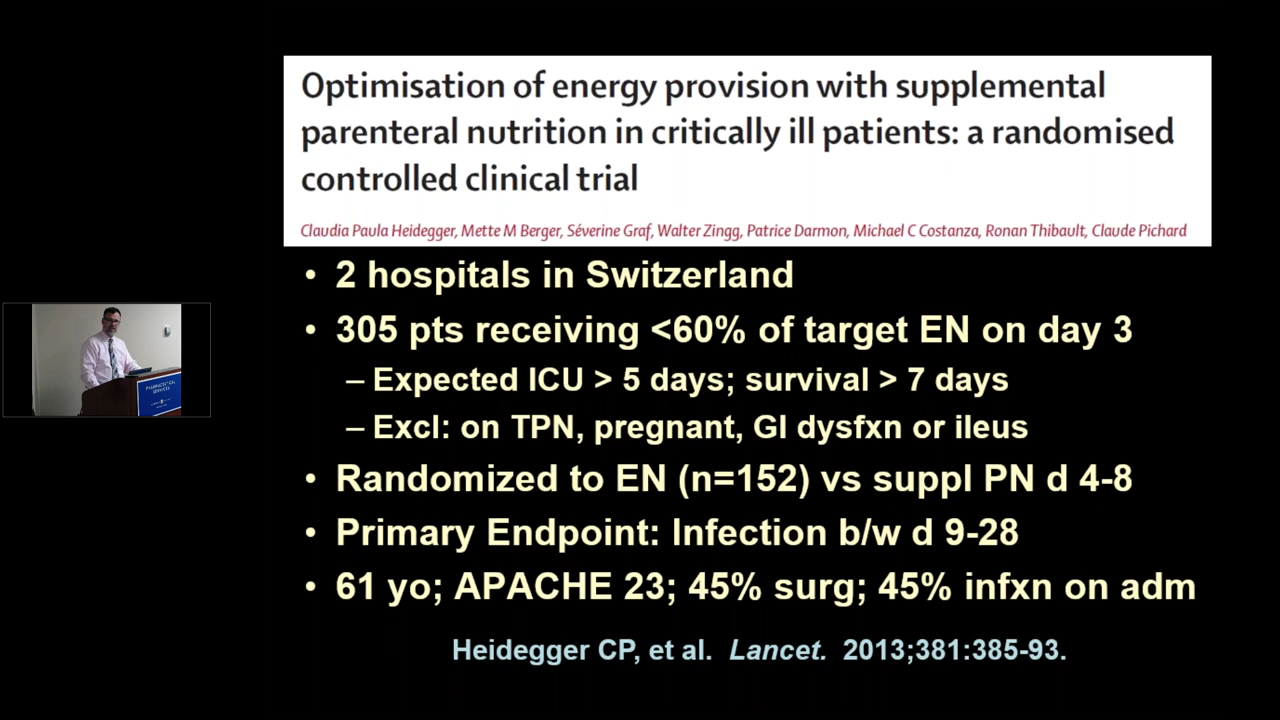 Optimisation of energy provision with supplemental
parenteral nutrition in critically ill patients: a randomised
controlled clinical trial
Claudia Paula Heidegger, Mette M Berger, Séverine Graf, Walter Zingg, Patrice Darmon, Michael C Costanza, Ronan Thibault, Claude Pichard
• 2 hospitals in Switzerland
• 305 pts receiving <60% of target EN on day 3
– Expected ICU > 5 days; survival > 7 days
– Excl: on TPN, pregnant, GI dysfxn or ileus
• Randomized to EN (n=152) vs suppl PN d 4-8
• Primary Endpoint: Infection b/w d 9-28
• 61 yo; APACHE 23; 45% surg; 45% infxn on adm
Heidegger CP, et al. Lancet. 2013;381:385-93.
PHARMACEUTICAL
SERVICES